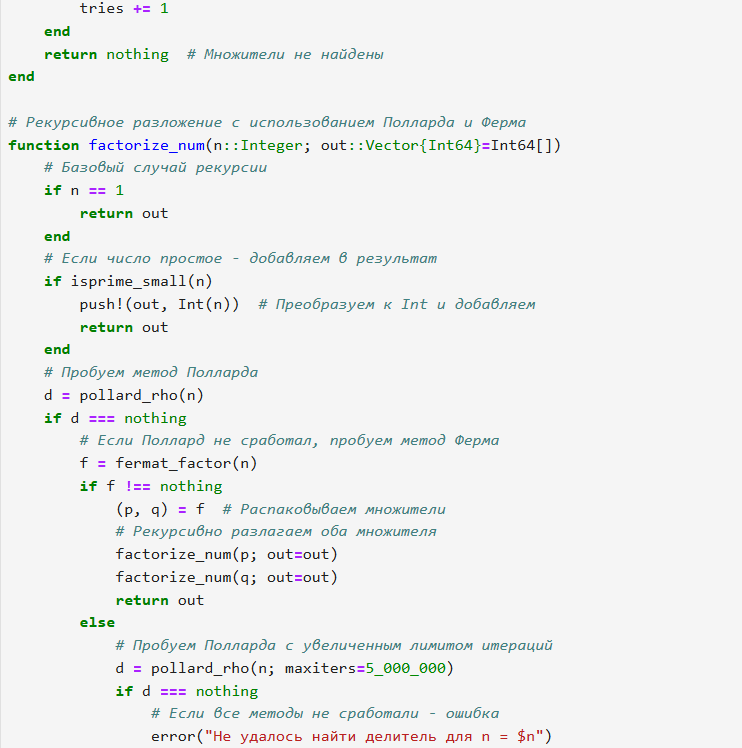 tries += 1
    end
    return nothing  # Множители не найдены
end

# Рекурсивное разложение с использованием Полларда и Ферма
function factorize_num(n::Integer; out::Vector{Int64}=Int64[])
    # Базовый случай рекурсии
    if n == 1
        return out
    end
    # Если число простое - добавляем в результат
    if isprime_small(n)
        push!(out, Int(n))  # Преобразуем к Int и добавляем
        return out
    end
    # Пробуем метод Полларда
    d = pollard_rho(n)
    if d === nothing
        # Если Поллард не сработал, пробуем метод Ферма
        f = fermat_factor(n)
        if f !== nothing
            (p, q) = f  # Распаковываем множители
            # Рекурсивно разлагаем оба множителя
            factorize_num(p; out=out)
            factorize_num(q; out=out)
            return out
        else
            # Пробуем Полларда с увеличенным лимитом итераций
            d = pollard_rho(n; maxiters=5_000_000)
            if d === nothing
                # Если все методы не сработали - ошибка
                error("Не удалось найти делитель для n = $n")